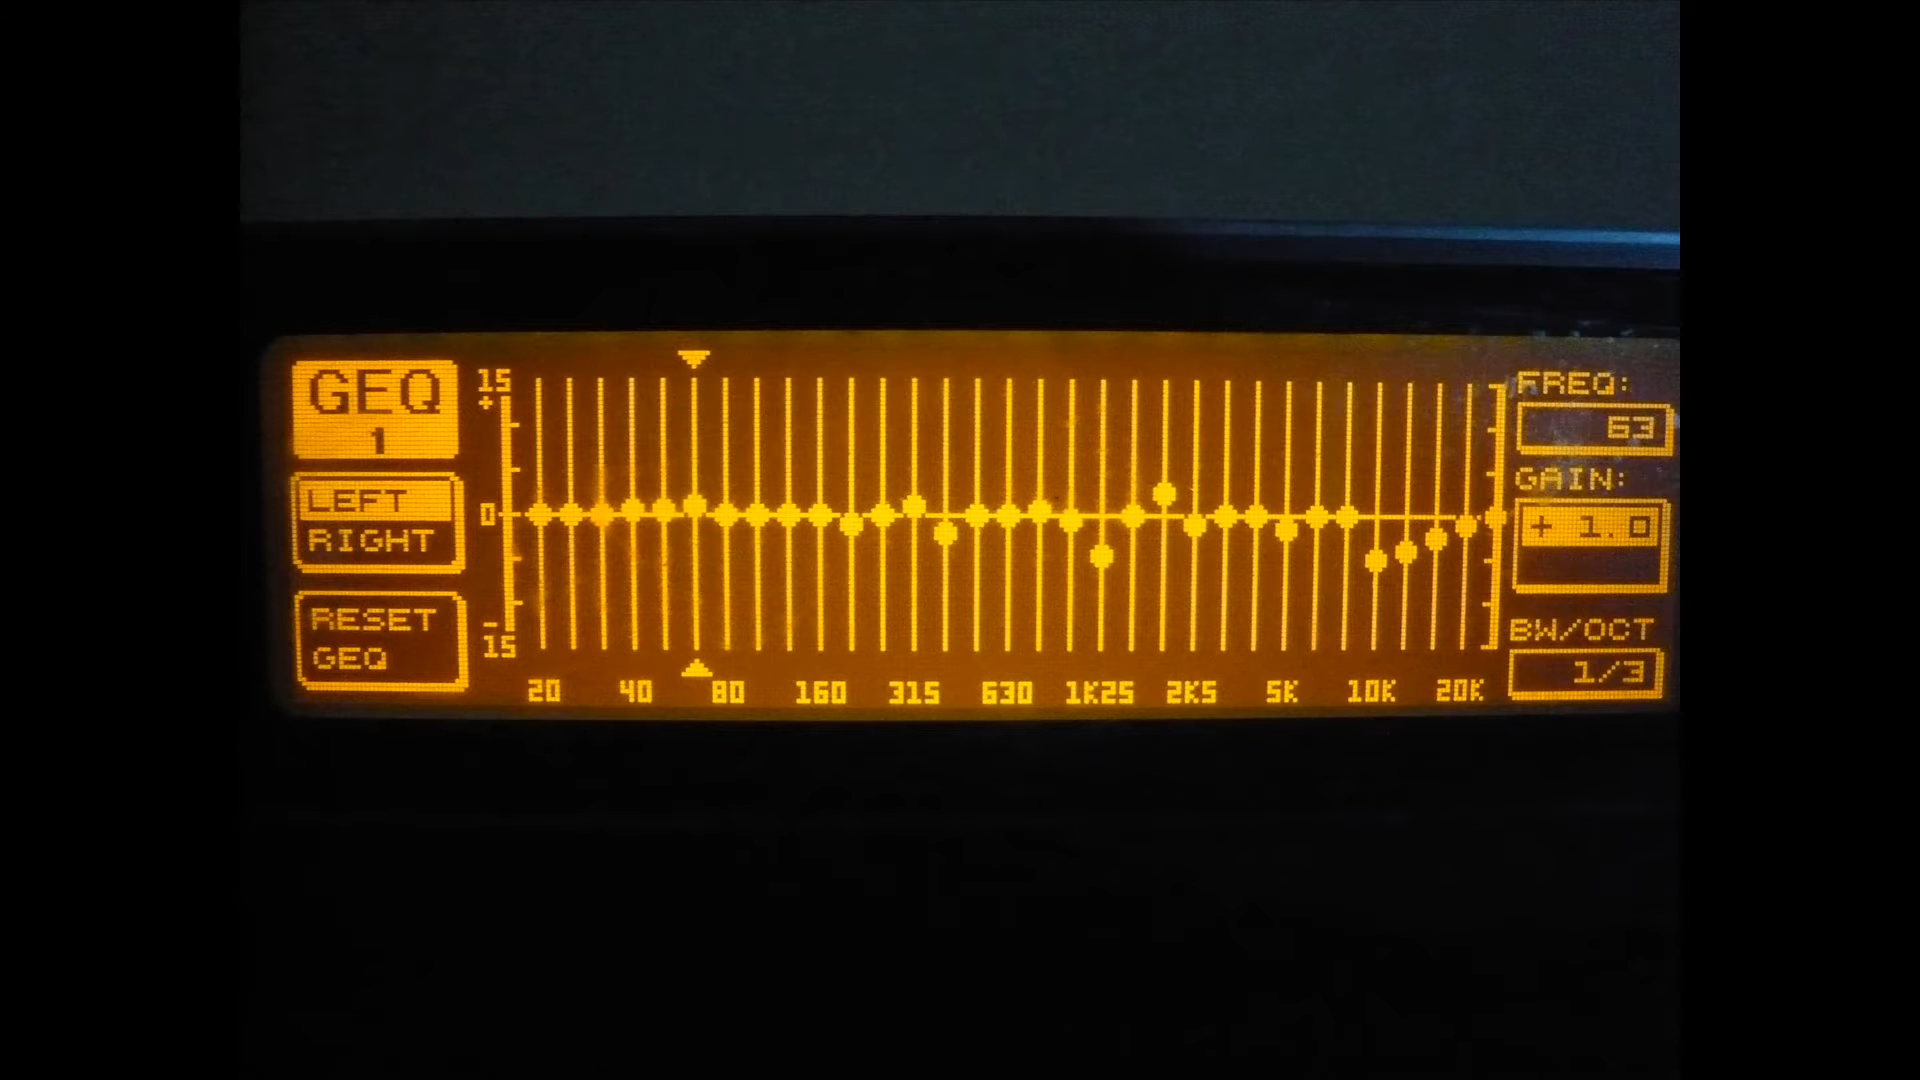 GEQ
1
LEFT
RIGHT
RESET
GEQ
15
+
0
-
15
20 40 80 160 315 630 1K25 2K5 5K 10K 20K
FREQ:
63
GAIN:
+ 1.0
BW/OCT
1/3